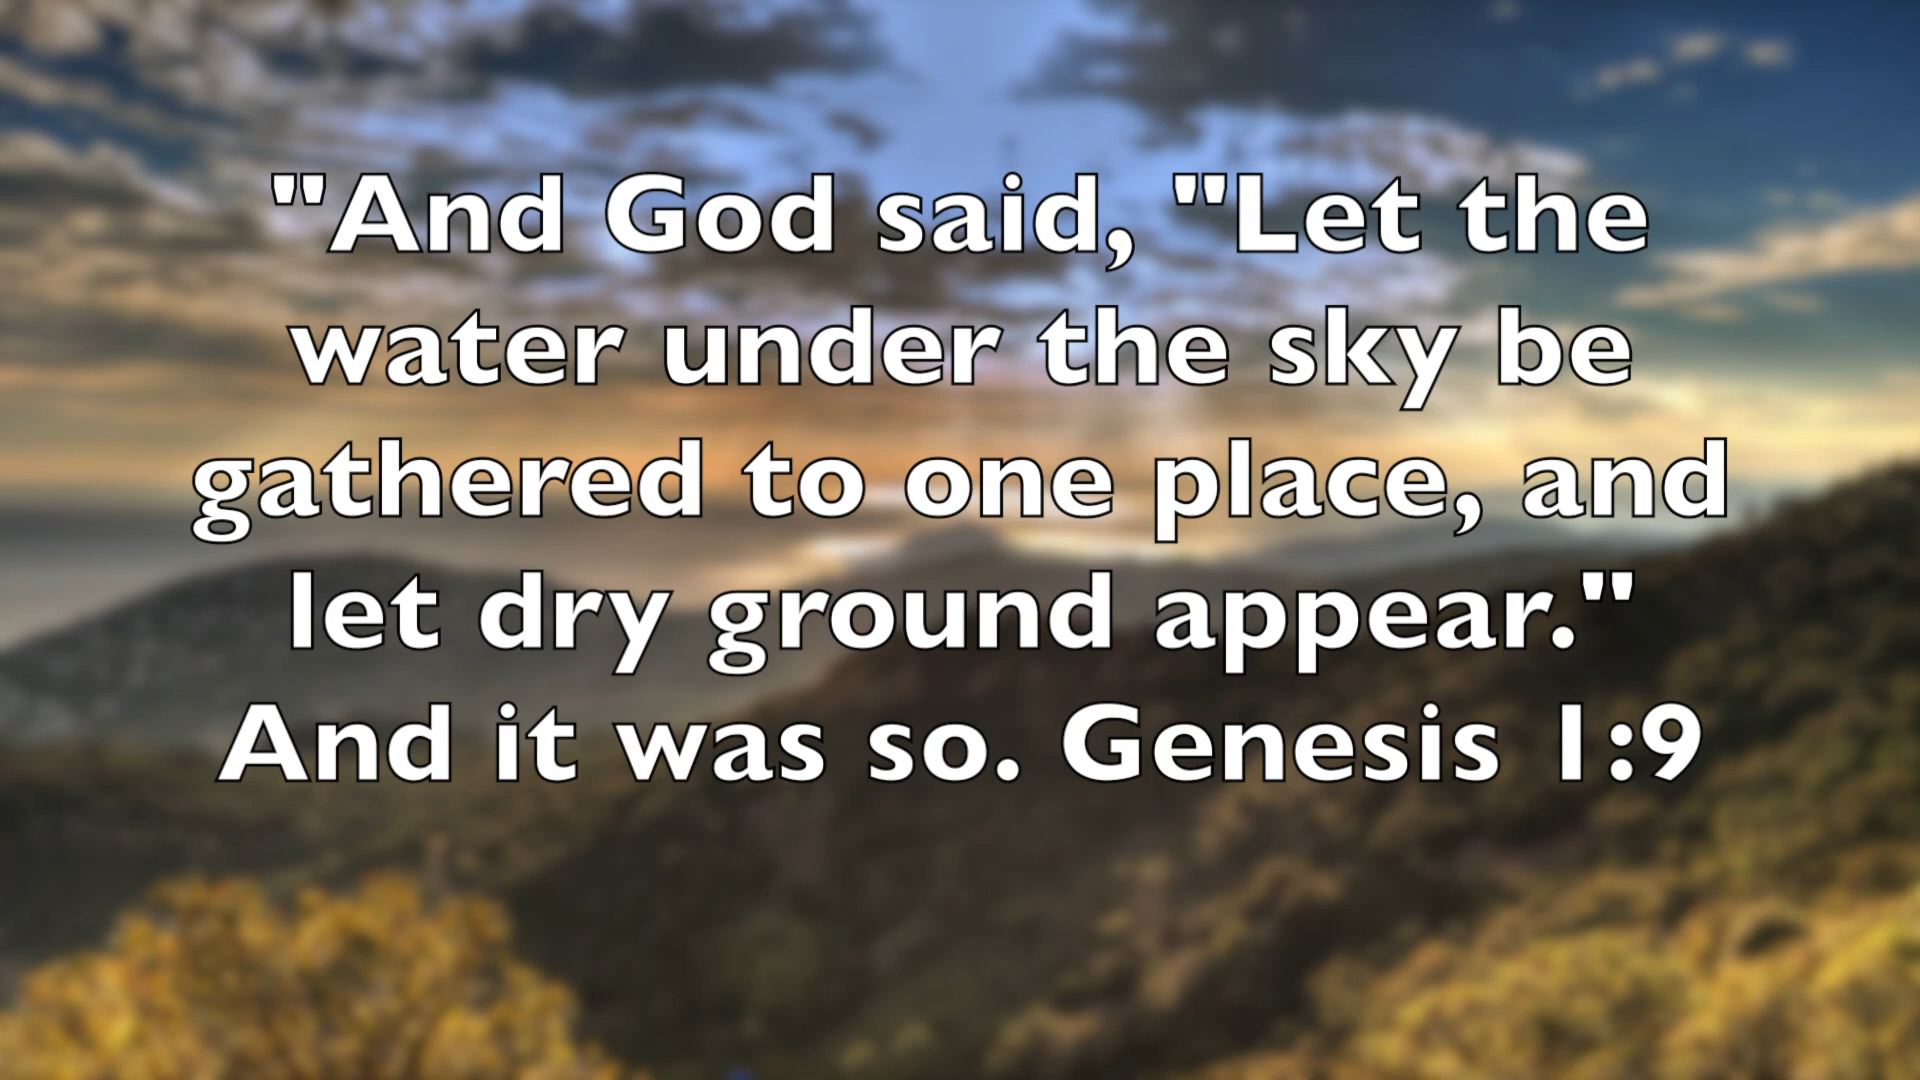 "And God said, "Let the
water under the sky be
gathered to one place, and
let dry ground appear."
And it was so. Genesis 1:9